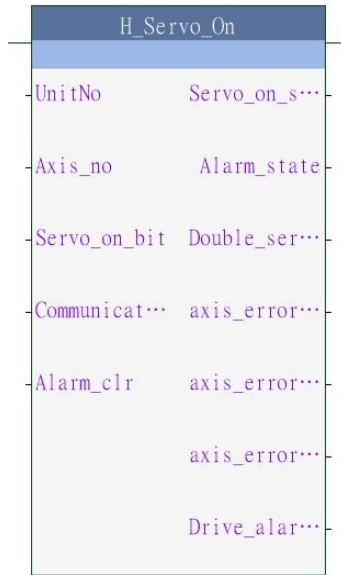 H_Servo_On
UnitNo Servo_on_s…
Axis_no Alarm_state
Servo_on_bit Double_ser…
Communicat… axis_error…
Alarm_clr axis_error…
axis_error…
Drive_alar…